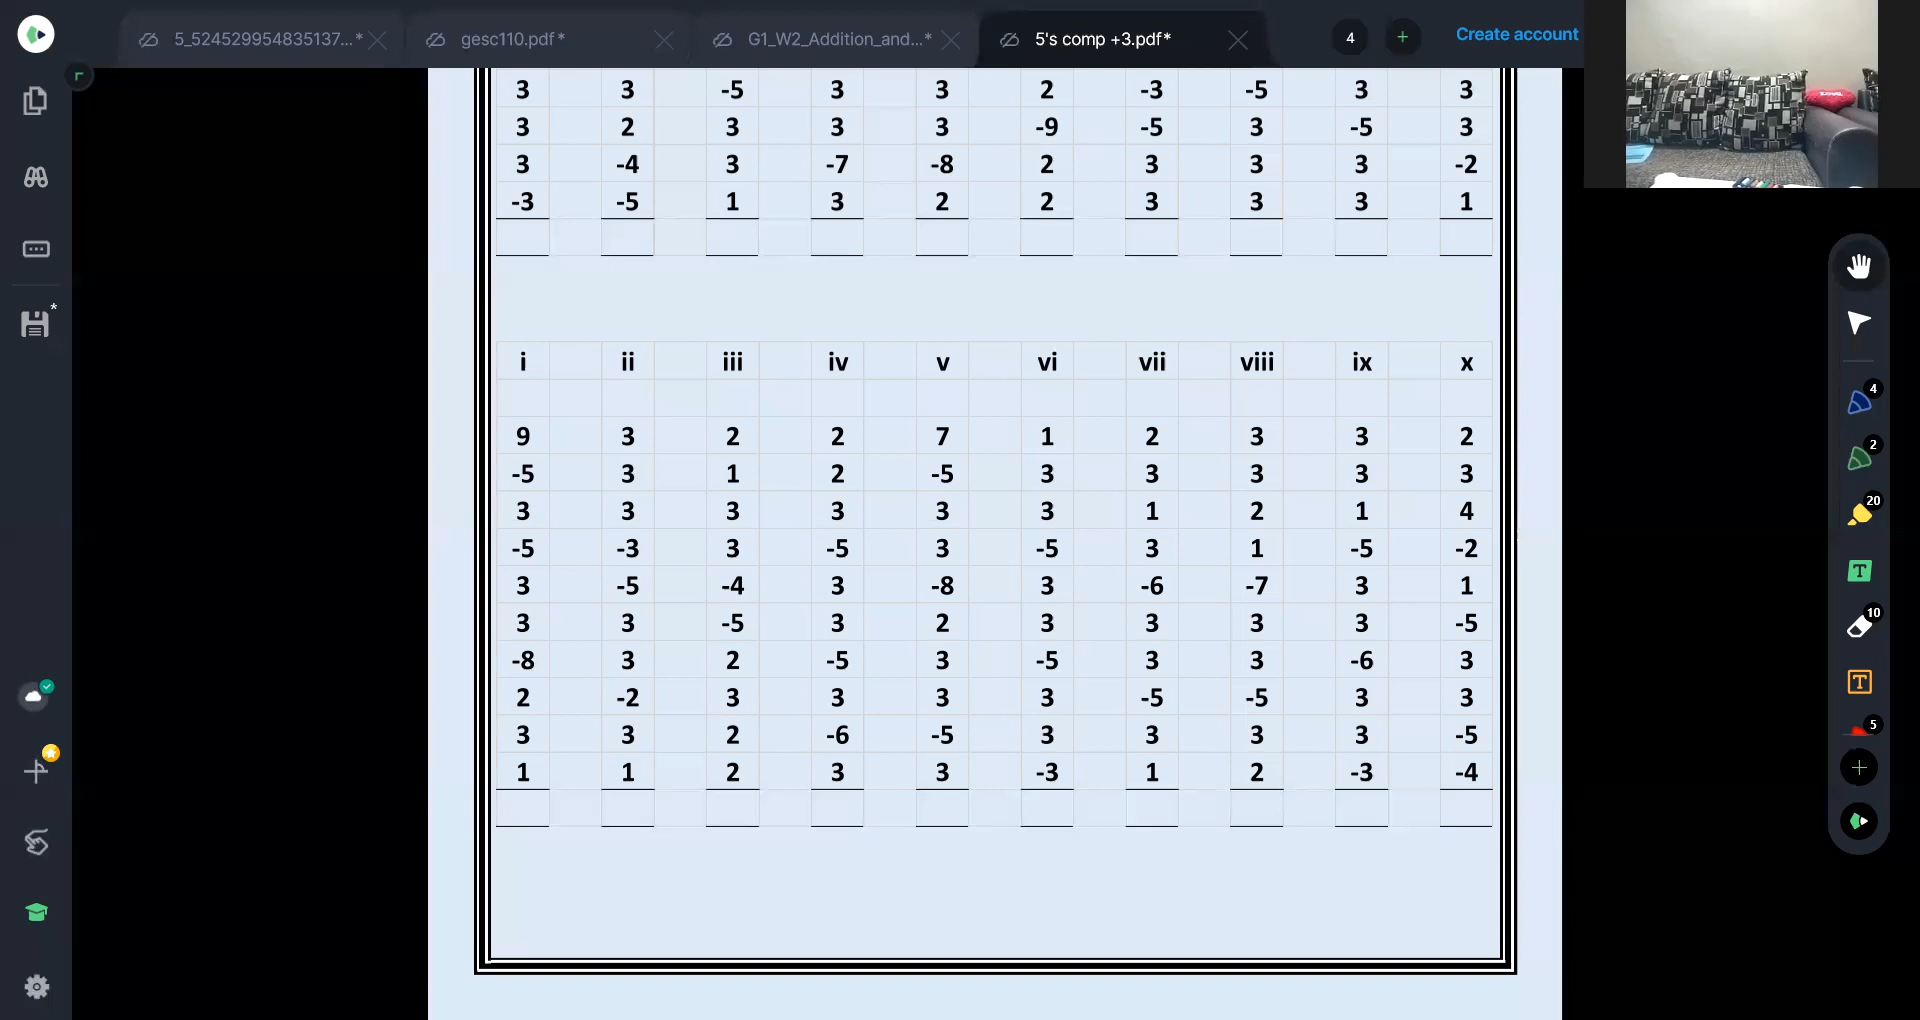 5_524529954835137...* gesc110.pdf* G1_W2_Addition_and...* 5's comp +3.pdf* 4 + Create account
3 3 -5 3 3 2 -3 -5 3 3
3 2 3 3 3 -9 -5 3 -5 3
3 -4 3 -7 -8 2 3 3 3 -2
-3 -5 1 3 2 2 3 3 3 1
i ii iii iv v vi vii viii ix x
9 3 2 2 7 1 2 3 3 2
-5 3 1 2 -5 3 3 3 3 3
3 3 3 3 3 3 1 2 1 4
-5 -3 3 -5 3 -5 3 1 -5 -2
3 -5 -4 3 -8 3 -6 -7 3 1
3 3 -5 3 2 3 3 3 3 -5
-8 3 2 -5 3 -5 3 3 -6 3
2 -2 3 3 3 3 -5 -5 3 3
3 3 2 -6 -5 3 3 3 3 -5
1 1 2 3 3 -3 1 2 -3 -4
4
2
20
T
10
T
5